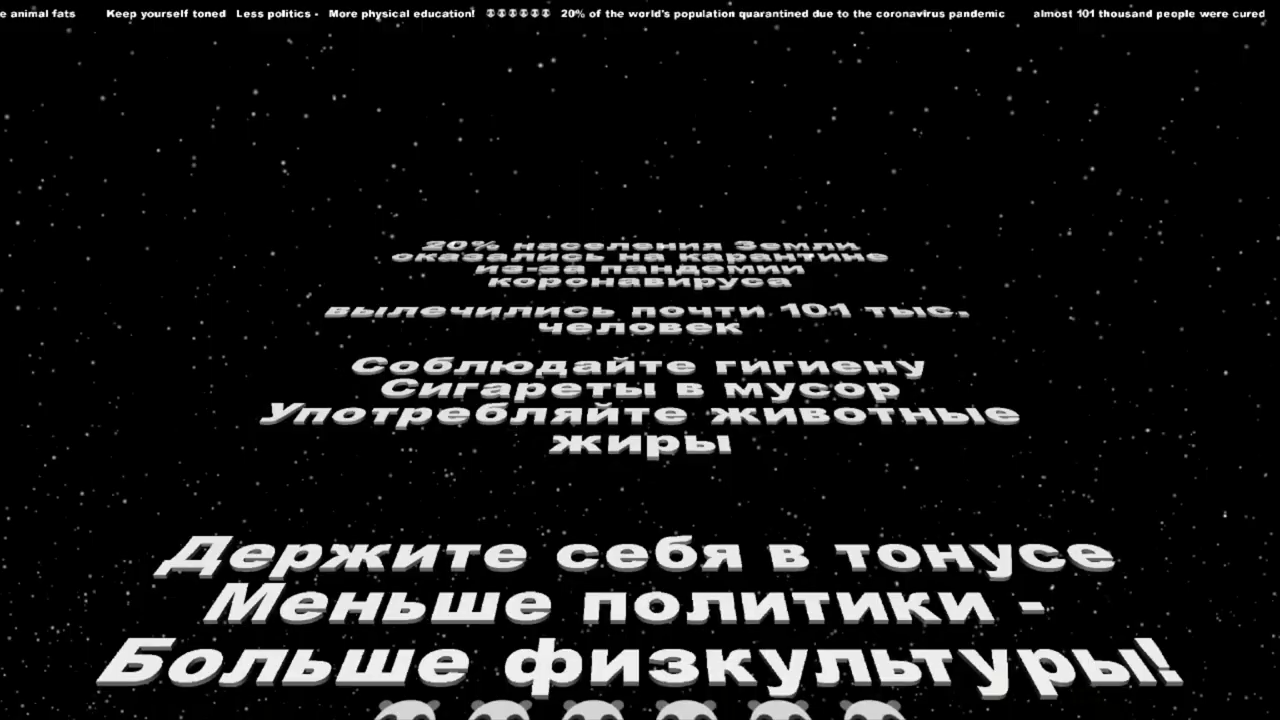 e animal fats Keep yourself toned Less politics - More physical education! 20% of the world's population quarantined due to the coronavirus pandemic almost 101 thousand people were cured
20% населения Земли
оказались на карантине
из-за пандемии
коронавируса
вылечились почти 101 тыс.
человек
Соблюдайте гигиену
Сигареты в мусор
Употребляйте животные
жиры
Держите себя в тонусе
Меньше политики -
Больше физкультуры!